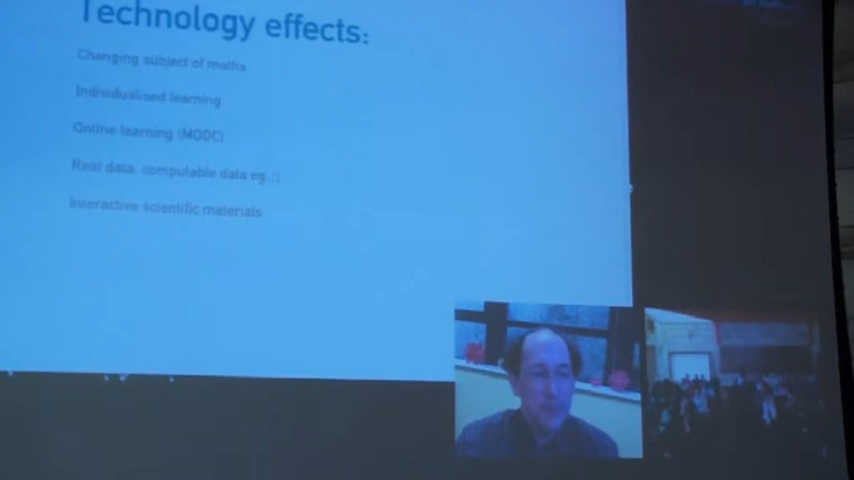 Technology effects:
Changing subject of maths
Individualised learning
Online learning (MOOC)
Real data, computable data eg.:
Interactive scientific materials